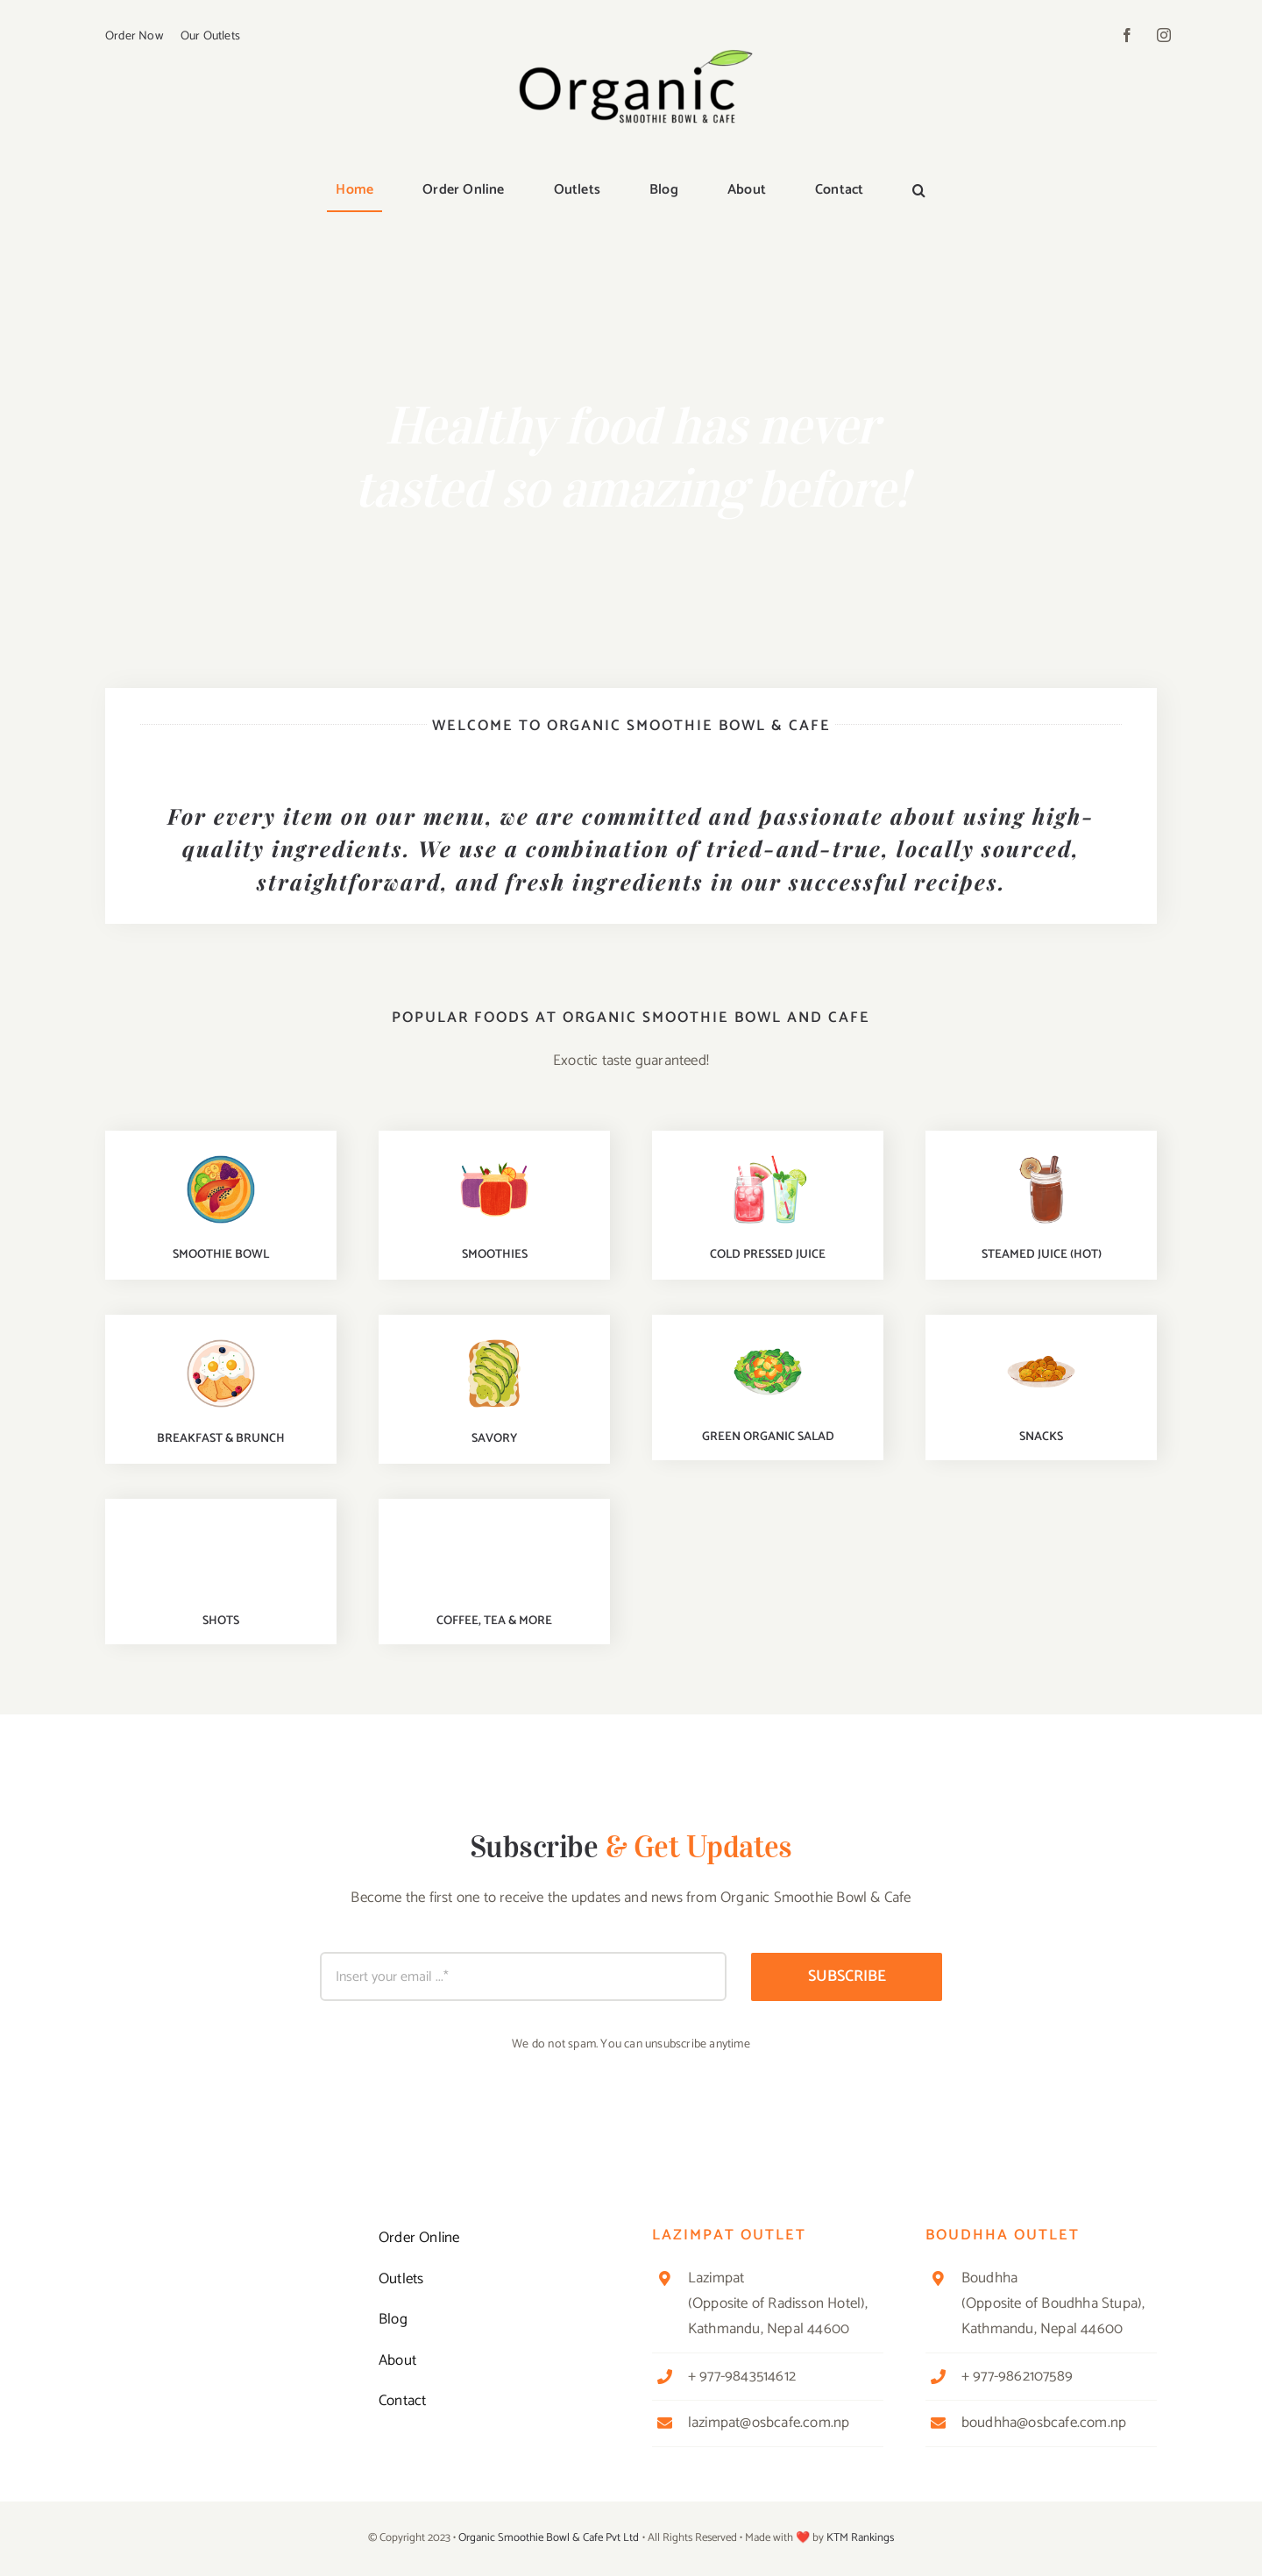 Order Now Our Outlets
Organic
SMOOTHIE BOWL & CAFE
Home Order Online Outlets Blog About Contact
Healthy food has never
tasted so amazing before!
WELCOME TO ORGANIC SMOOTHIE BOWL & CAFE
For every item on our menu, we are committed and passionate about using high-
quality ingredients. We use a combination of tried-and-true, locally sourced,
straightforward, and fresh ingredients in our successful recipes.
POPULAR FOODS AT ORGANIC SMOOTHIE BOWL AND CAFE
Exoctic taste guaranteed!
SMOOTHIE BOWL
SMOOTHIES
COLD PRESSED JUICE
STEAMED JUICE (HOT)
BREAKFAST & BRUNCH
SAVORY
GREEN ORGANIC SALAD
SNACKS
SHOTS
COFFEE, TEA & MORE
Subscribe & Get Updates
Become the first one to receive the updates and news from Organic Smoothie Bowl & Cafe
Insert your email ...*
SUBSCRIBE
We do not spam. You can unsubscribe anytime
Order Online
Outlets
Blog
About
Contact
LAZIMPAT OUTLET
Lazimpat
(Opposite of Radisson Hotel),
Kathmandu, Nepal 44600
+ 977-9843514612
lazimpat@osbcafe.com.np
BOUDHHA OUTLET
Boudhha
(Opposite of Boudhha Stupa),
Kathmandu, Nepal 44600
+ 977-9862107589
boudhha@osbcafe.com.np
© Copyright 2023 • Organic Smoothie Bowl & Cafe Pvt Ltd • All Rights Reserved • Made with ❤️ by KTM Rankings